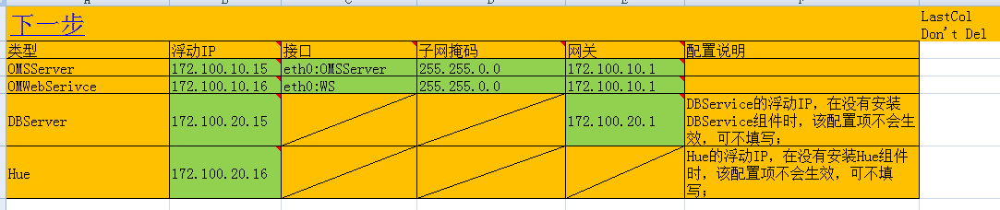 A B C D E F
下一步
LastCol
Don't Del
类型 浮动IP 接口 子网掩码 网关 配置说明
OMSServer 172.100.10.15 eth0:OMSServer 255.255.0.0 172.100.10.1
OMWebSerivce 172.100.10.16 eth0:WS 255.255.0.0 172.100.10.1
DBServer 172.100.20.15 172.100.20.1
DBService的浮动IP，在没有安装
DBService组件时，该配置项不会生
效，可不填写；
Hue 172.100.20.16
Hue的浮动IP，在没有安装Hue组件
时，该配置项不会生效，可不填
写；